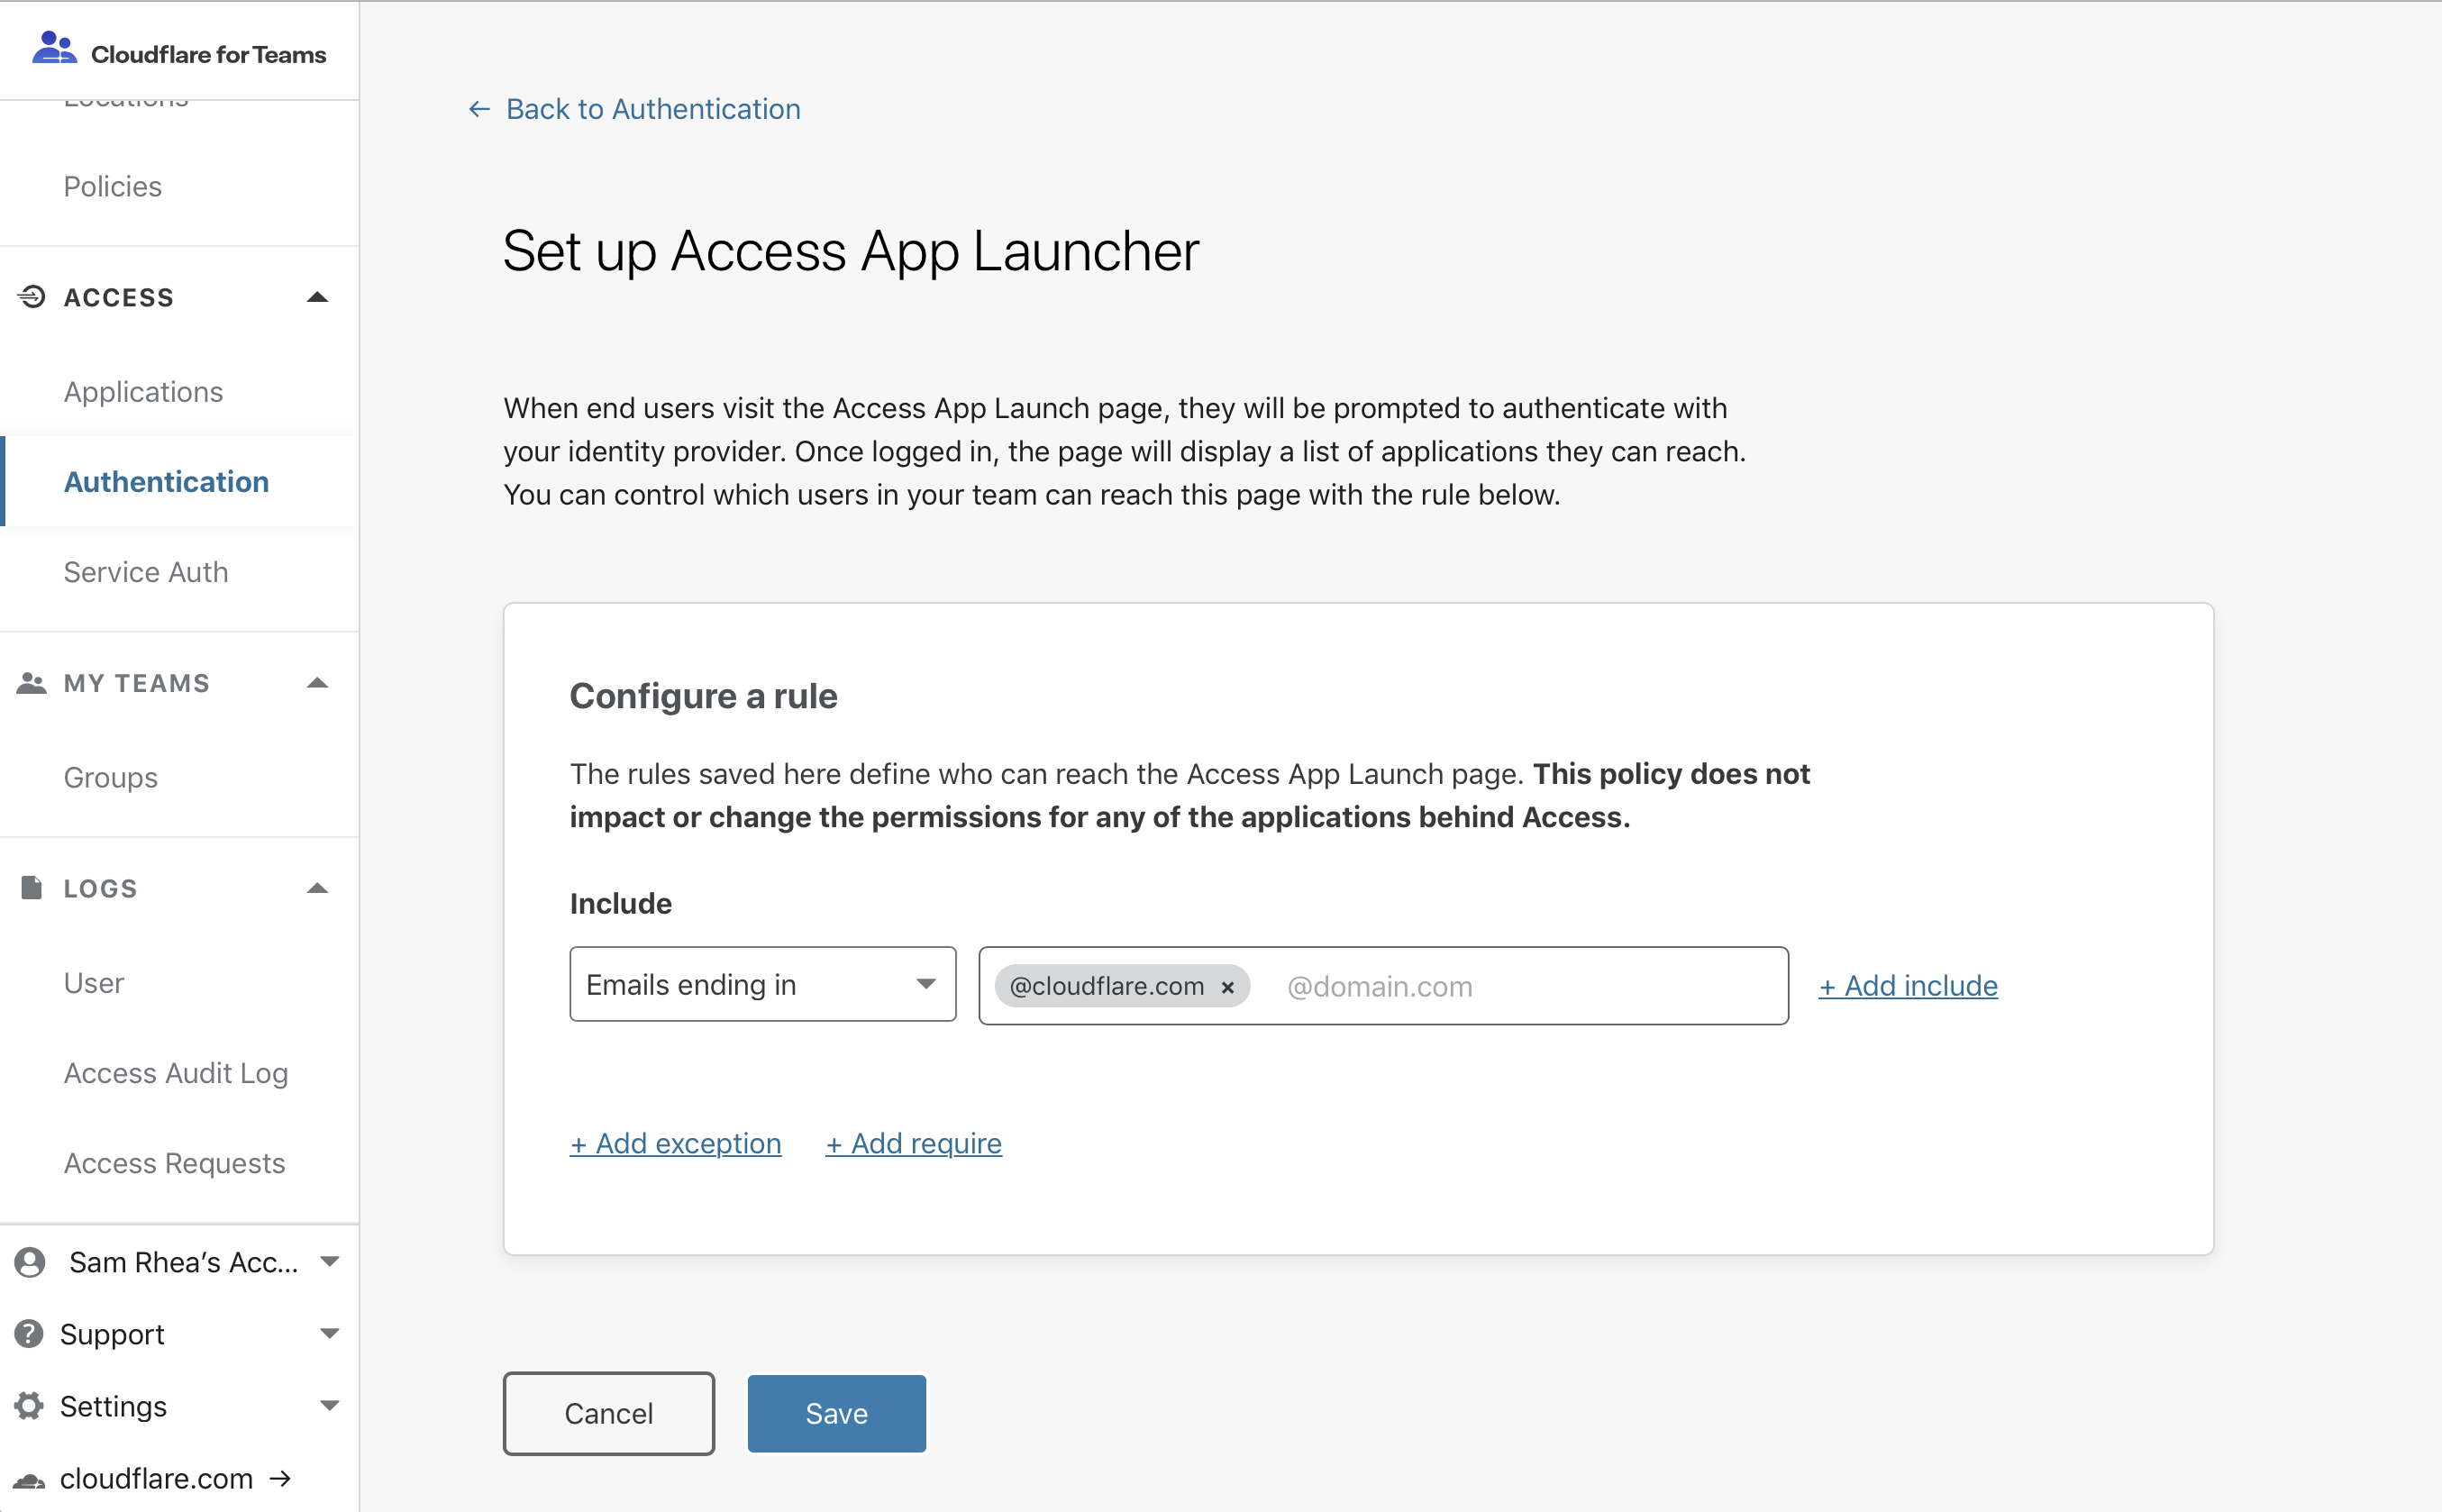 Cloudflare for Teams
Locations
Policies
ACCESS
Applications
Authentication
Service Auth
MY TEAMS
Groups
LOGS
User
Access Audit Log
Access Requests
Sam Rhea’s Acc...
Support
Settings
cloudflare.com →
← Back to Authentication
Set up Access App Launcher
When end users visit the Access App Launch page, they will be prompted to authenticate with
your identity provider. Once logged in, the page will display a list of applications they can reach.
You can control which users in your team can reach this page with the rule below.
Configure a rule
The rules saved here define who can reach the Access App Launch page. This policy does not
impact or change the permissions for any of the applications behind Access.
Include
Emails ending in
@cloudflare.com × @domain.com
+ Add include
+ Add exception
+ Add require
Cancel
Save